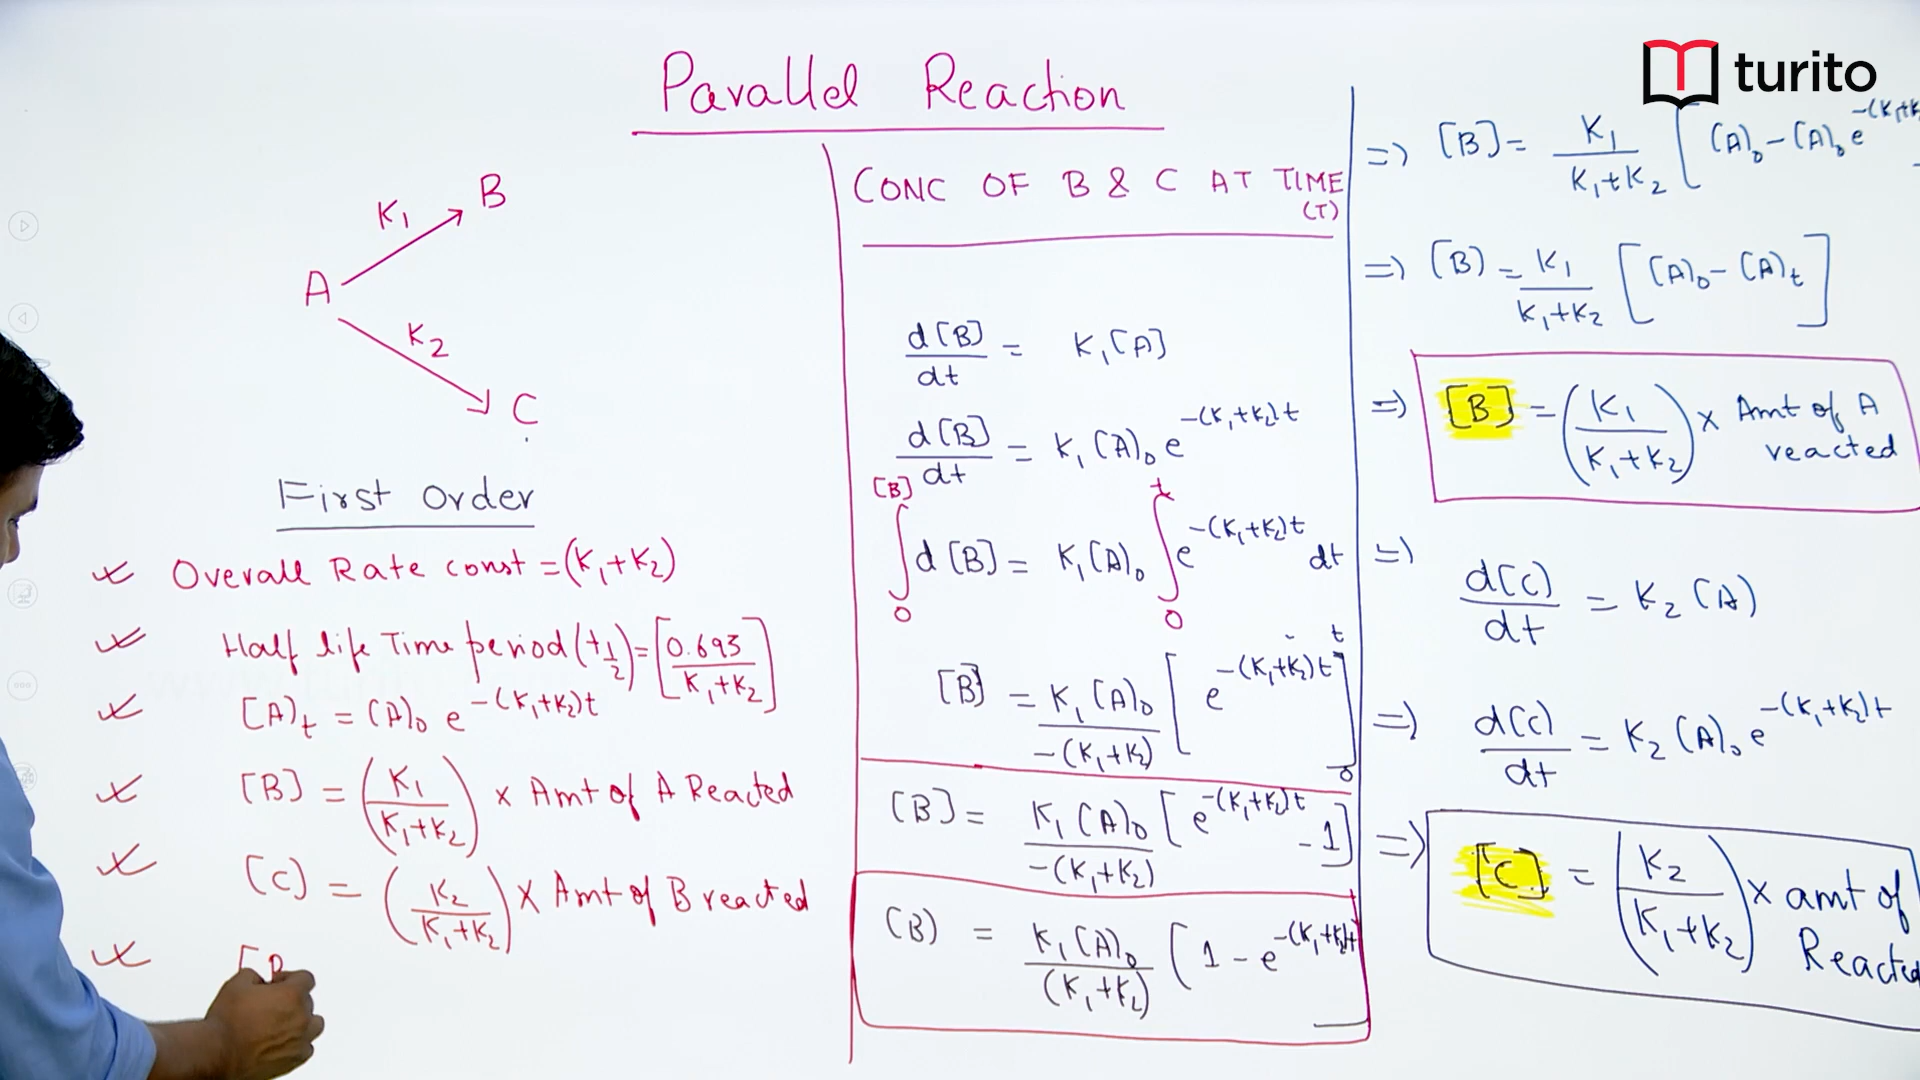 turito
Parallel Reaction
K₁
B
A
K₂
C
First Order
Overall Rate const = (K₁+K₂)
Half life Time period (t½) = [0.693 / K₁+K₂]
[A]t = (A)₀ e^-(K₁+K₂)t
[B] = (K₁ / K₁+K₂) × Amt of A Reacted
[C] = (K₂ / K₁+K₂) × Amt of B reacted
[B
CONC OF B & C AT TIME
(T)
d[B]/dt = K₁[A]
d[B]/dt = K₁(A)₀ e^-(K₁+K₂)t
∫₀^[B] d[B] = K₁(A)₀ ∫₀^t e^-(K₁+K₂)t dt
[B] = K₁(A)₀ / -(K₁+K₂) [e^-(K₁+K₂)t]₀^t
[B] = K₁(A)₀ / -(K₁+K₂) [e^-(K₁+K₂)t - 1]
(B) = K₁(A)₀ / (K₁+K₂) (1 - e^-(K₁+K₂)t
=> [B] = K₁ / K₁+K₂ [(A)₀ - (A)₀ e^-(K₁+K
=> [B] = K₁ / K₁+K₂ [(A)₀ - (A)t]
=> [B] = (K₁ / K₁+K₂) × Amt of A
reacted
=> d(C)/dt = K₂(A)
=> d(C)/dt = K₂(A)₀ e^-(K₁+K₂)t
=> [C] = (K₂ / K₁+K₂) × amt of
Reacted